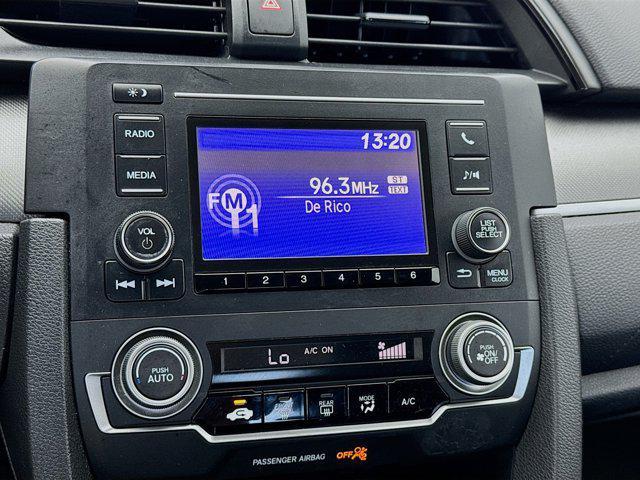 RADIO
MEDIA
VOL
13:20
FM1
96.3MHz
ST
TEXT
De Rico
LIST
PUSH
SELECT
MENU
CLOCK
1 2 3 4 5 6
Lo A/C ON
PUSH
AUTO
PUSH
ON/
OFF
REAR
MODE
A/C
PASSENGER AIRBAG OFF